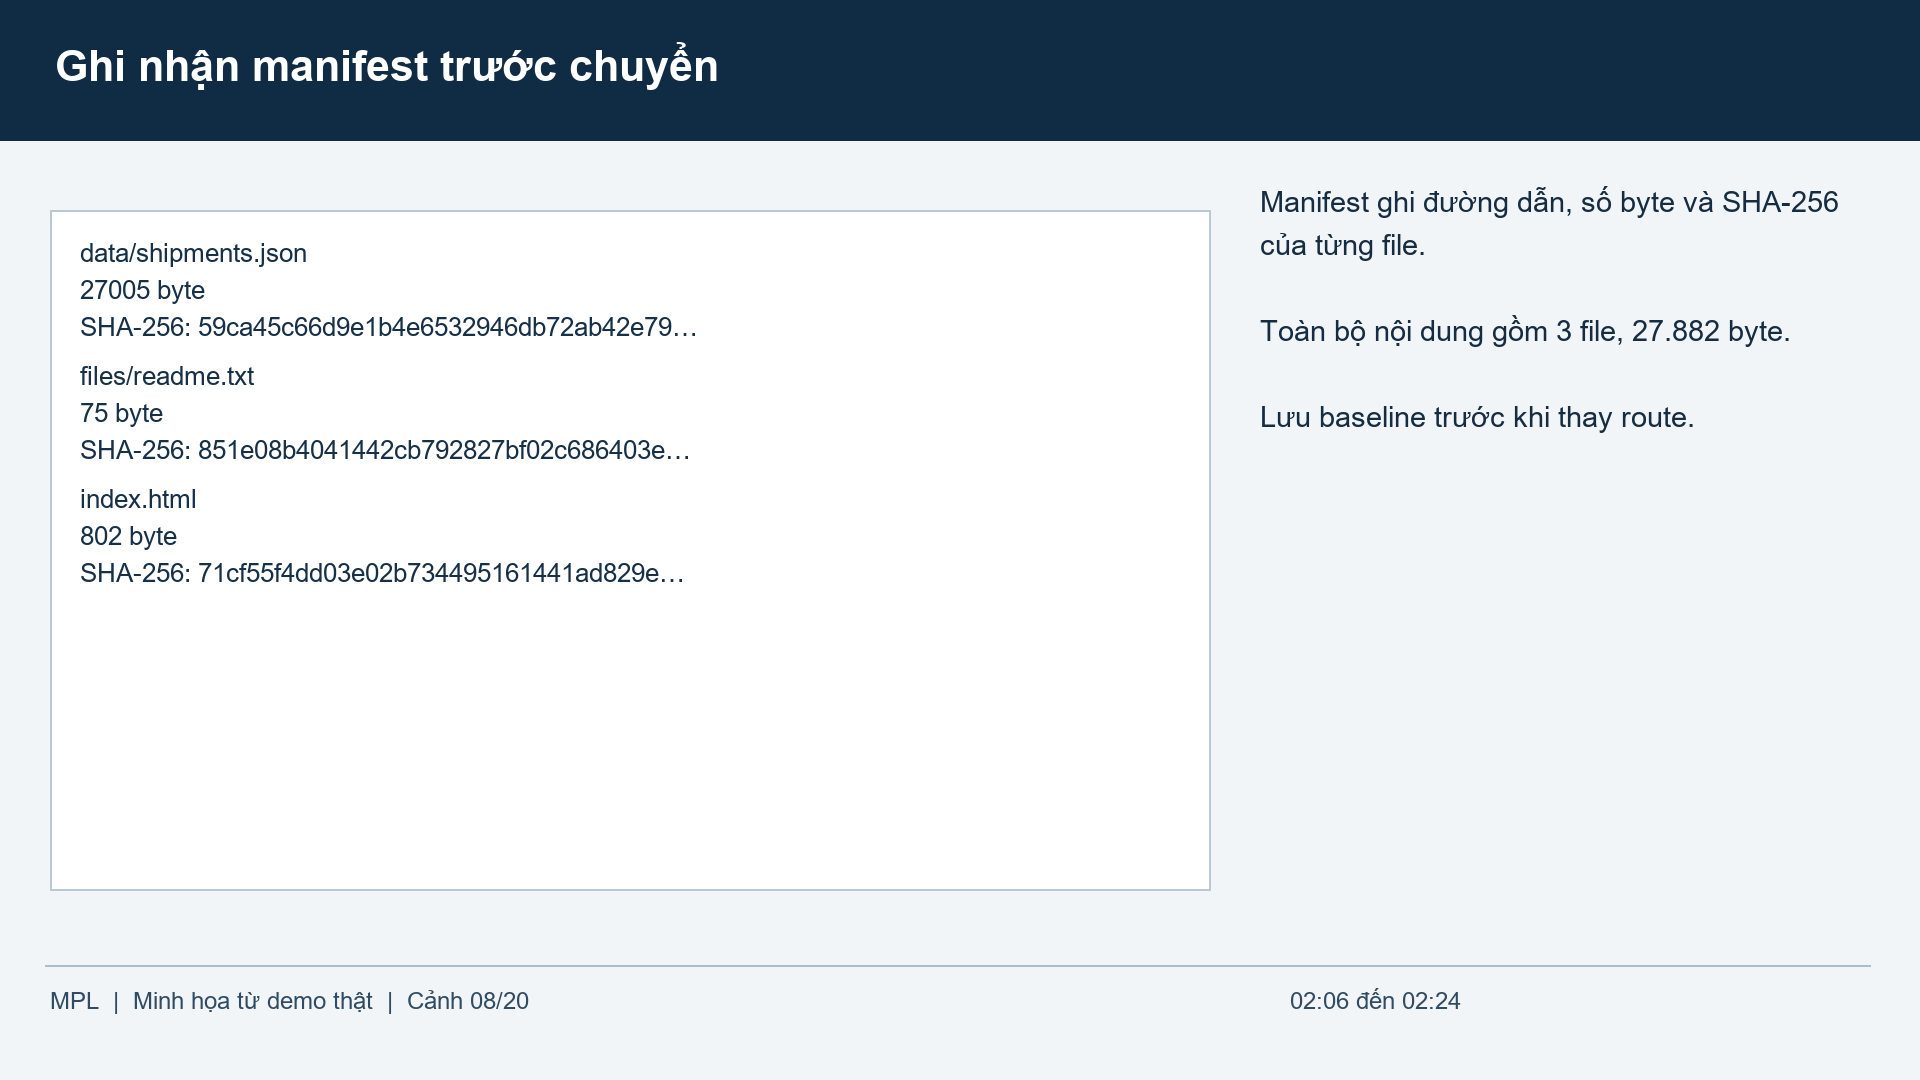 Ghi nhận manifest trước chuyển
data/shipments.json
27005 byte
SHA-256: 59ca45c66d9e1b4e6532946db72ab42e79…
files/readme.txt
75 byte
SHA-256: 851e08b4041442cb792827bf02c686403e…
index.html
802 byte
SHA-256: 71cf55f4dd03e02b734495161441ad829e…
Manifest ghi đường dẫn, số byte và SHA-256
của từng file.
Toàn bộ nội dung gồm 3 file, 27.882 byte.
Lưu baseline trước khi thay route.
MPL | Minh họa từ demo thật | Cảnh 08/20
02:06 đến 02:24